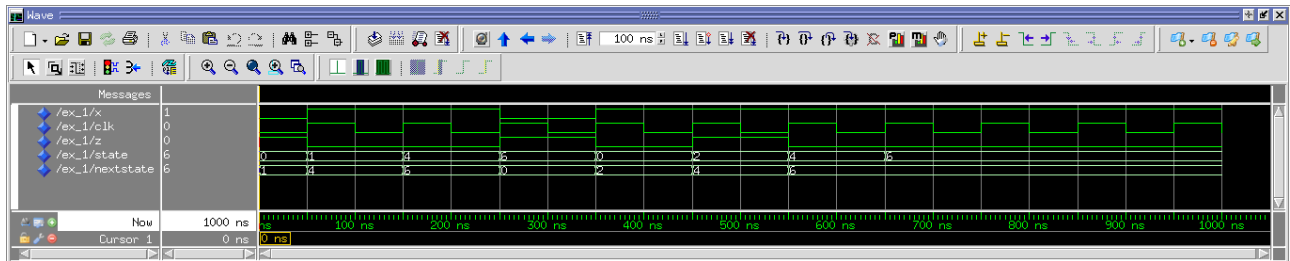 Wave
100 ns
Messages
/ex_1/x 1
/ex_1/clk 0
/ex_1/z 0
/ex_1/state 6 0 1 4 6 0 2 4 6
/ex_1/nextstate 6 1 4 6 0 2 4 6
Now 1000 ns ns 100 ns 200 ns 300 ns 400 ns 500 ns 600 ns 700 ns 800 ns 900 ns 1000 ns
Cursor 1 0 ns 0 ns